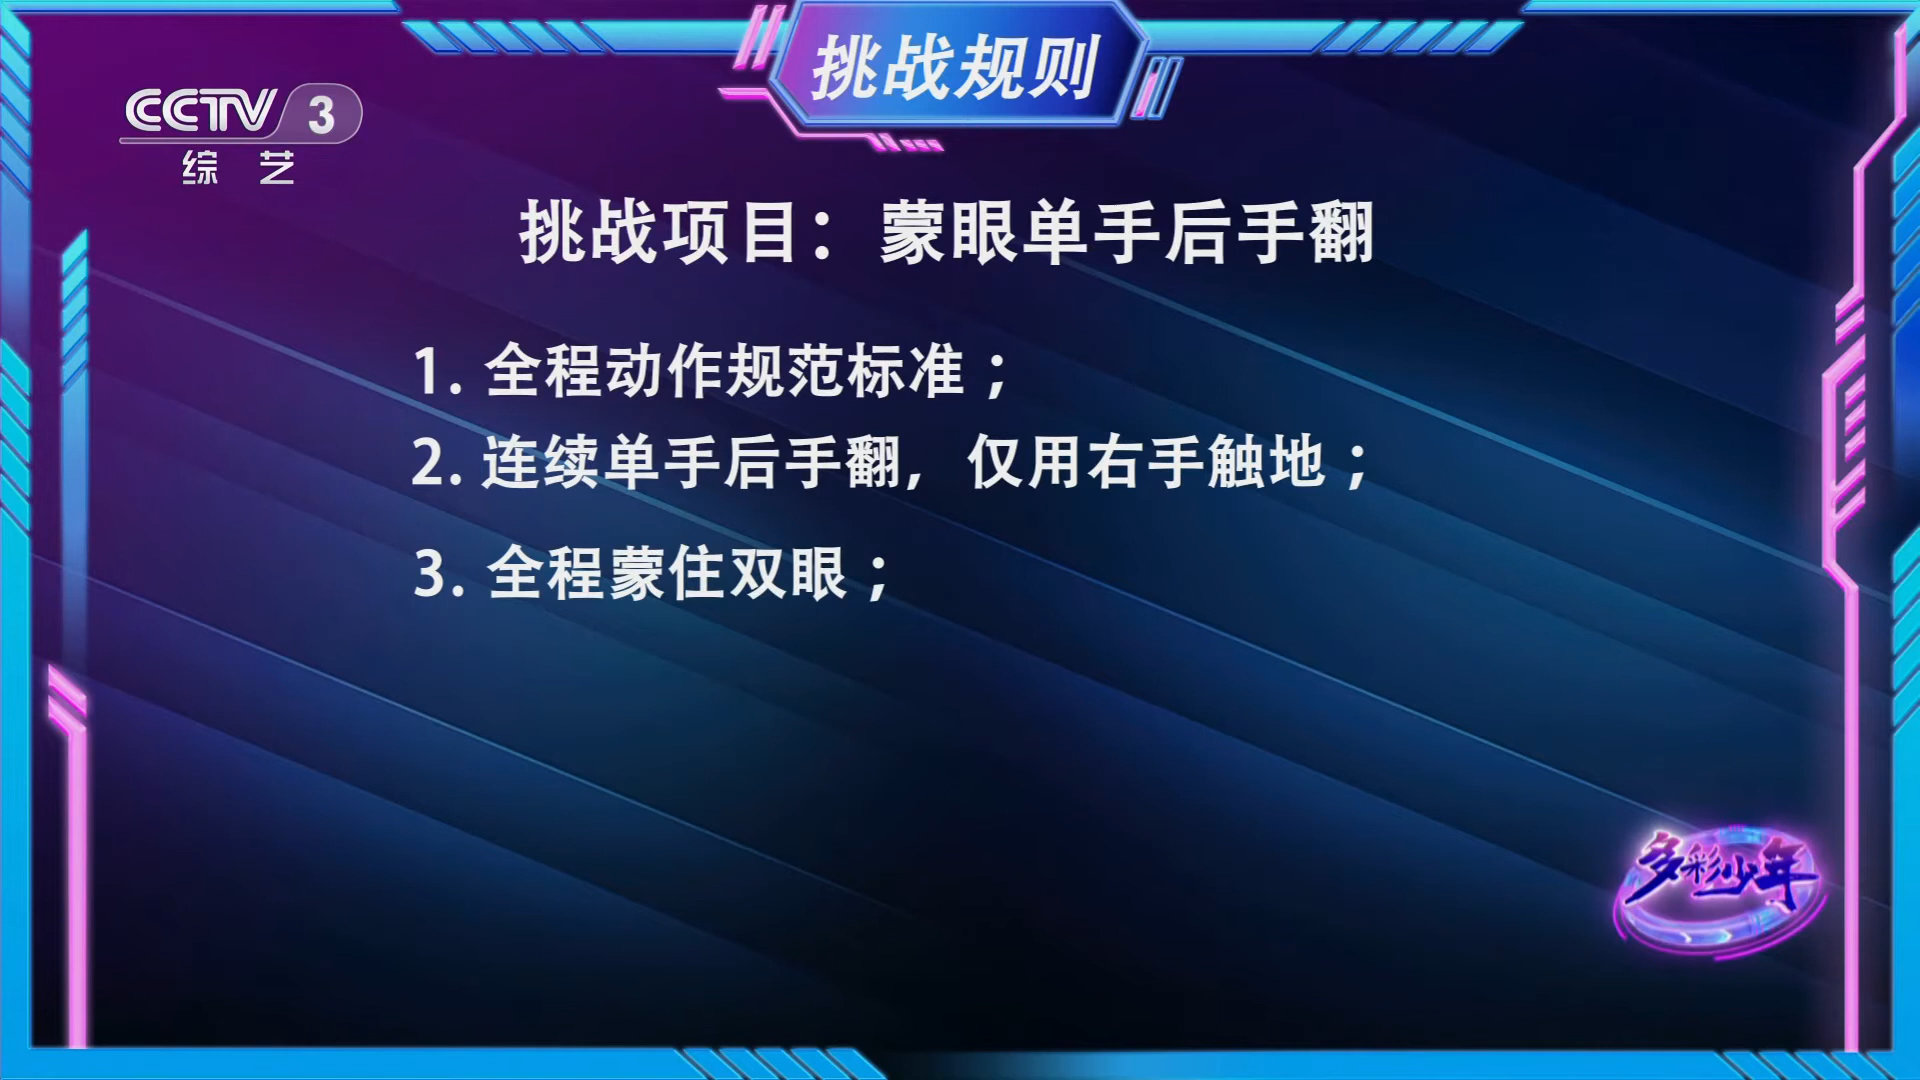 挑战规则
CCTV 3
综艺
挑战项目：蒙眼单手后手翻
1. 全程动作规范标准；
2. 连续单手后手翻，仅用右手触地；
3. 全程蒙住双眼；
多彩少年